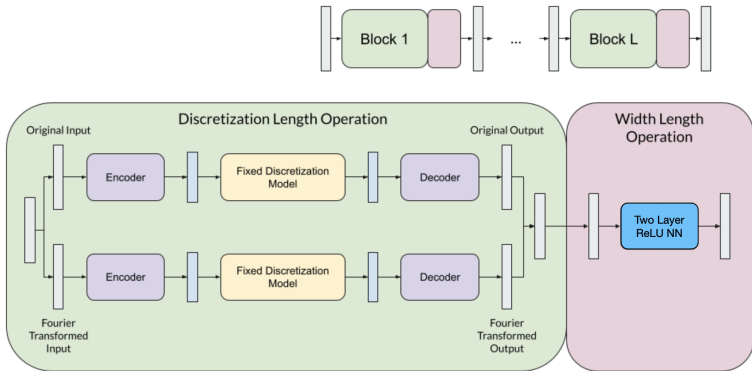 Block 1
...
Block L
Discretization Length Operation
Width Length
Operation
Original Input
Original Output
Encoder
Fixed Discretization
Model
Decoder
Two Layer
ReLU NN
Encoder
Fixed Discretization
Model
Decoder
Fourier
Transformed
Input
Fourier
Transformed
Output